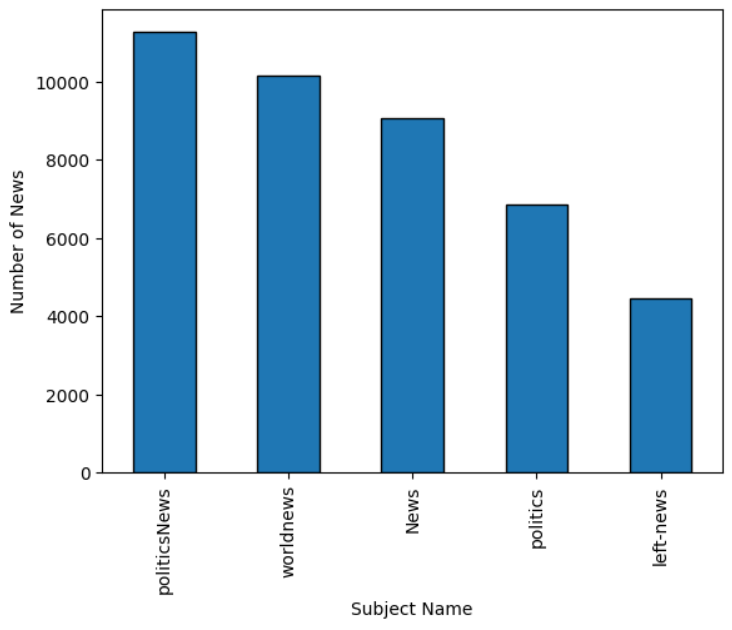 10000
8000
6000
4000
2000
0
Number of News
politicsNews
worldnews
News
politics
left-news
Subject Name